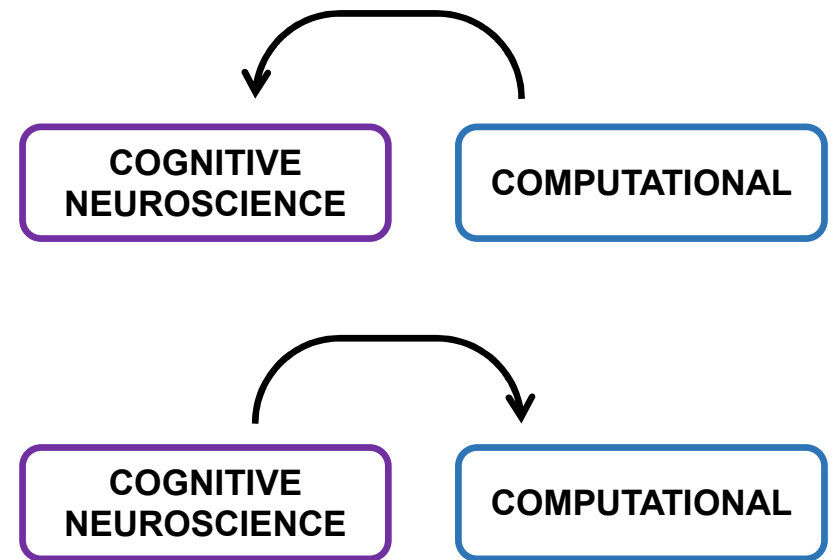 COGNITIVE
NEUROSCIENCE
COMPUTATIONAL
COGNITIVE
NEUROSCIENCE
COMPUTATIONAL